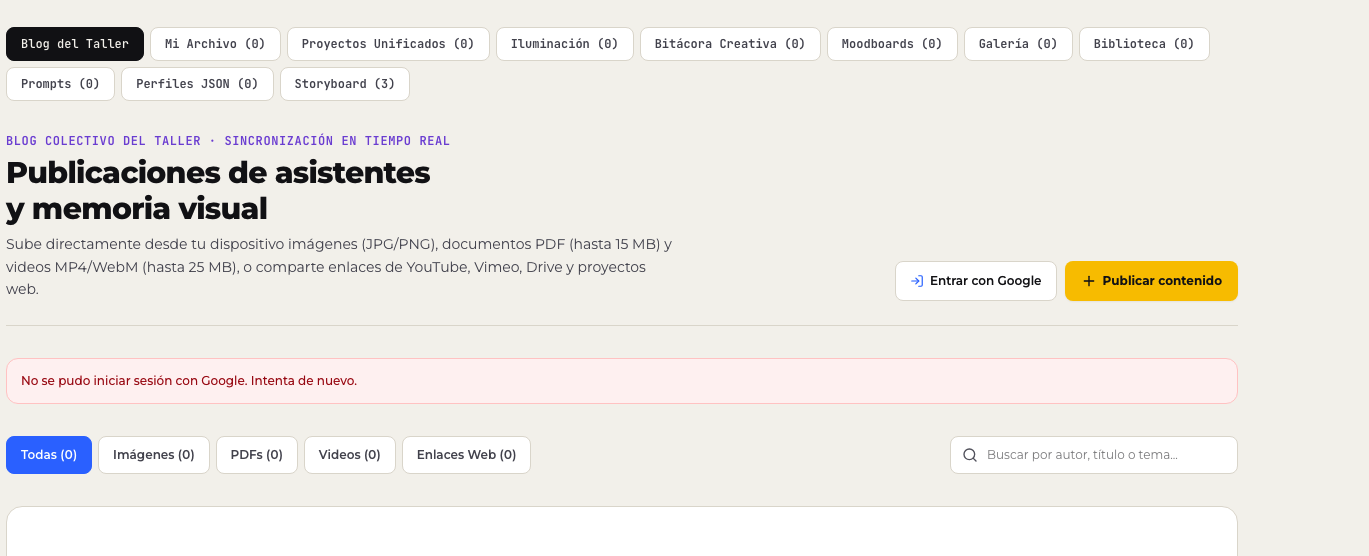 Blog del Taller
Mi Archivo (0)
Proyectos Unificados (0)
Iluminación (0)
Bitácora Creativa (0)
Moodboards (0)
Galería (0)
Biblioteca (0)
Prompts (0)
Perfiles JSON (0)
Storyboard (3)
BLOG COLECTIVO DEL TALLER · SINCRONIZACIÓN EN TIEMPO REAL
Publicaciones de asistentes
y memoria visual
Sube directamente desde tu dispositivo imágenes (JPG/PNG), documentos PDF (hasta 15 MB) y
videos MP4/WebM (hasta 25 MB), o comparte enlaces de YouTube, Vimeo, Drive y proyectos
web.
Entrar con Google
Publicar contenido
No se pudo iniciar sesión con Google. Intenta de nuevo.
Todas (0)
Imágenes (0)
PDFs (0)
Videos (0)
Enlaces Web (0)
Buscar por autor, título o tema...